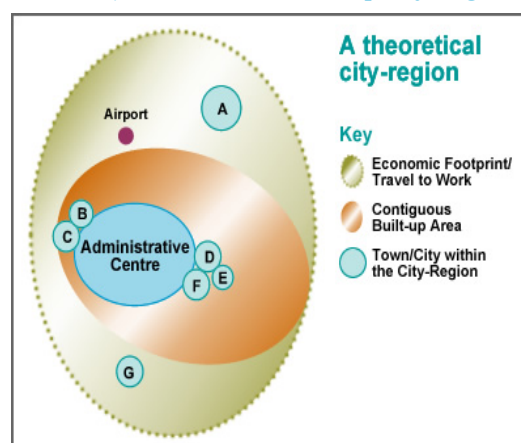 A theoretical
city-region
A
Airport
Key
Economic Footprint/
Travel to Work
Contiguous
Built-up Area
B
C
Administrative
Centre
D
E
F
Town/City within
the City-Region
G